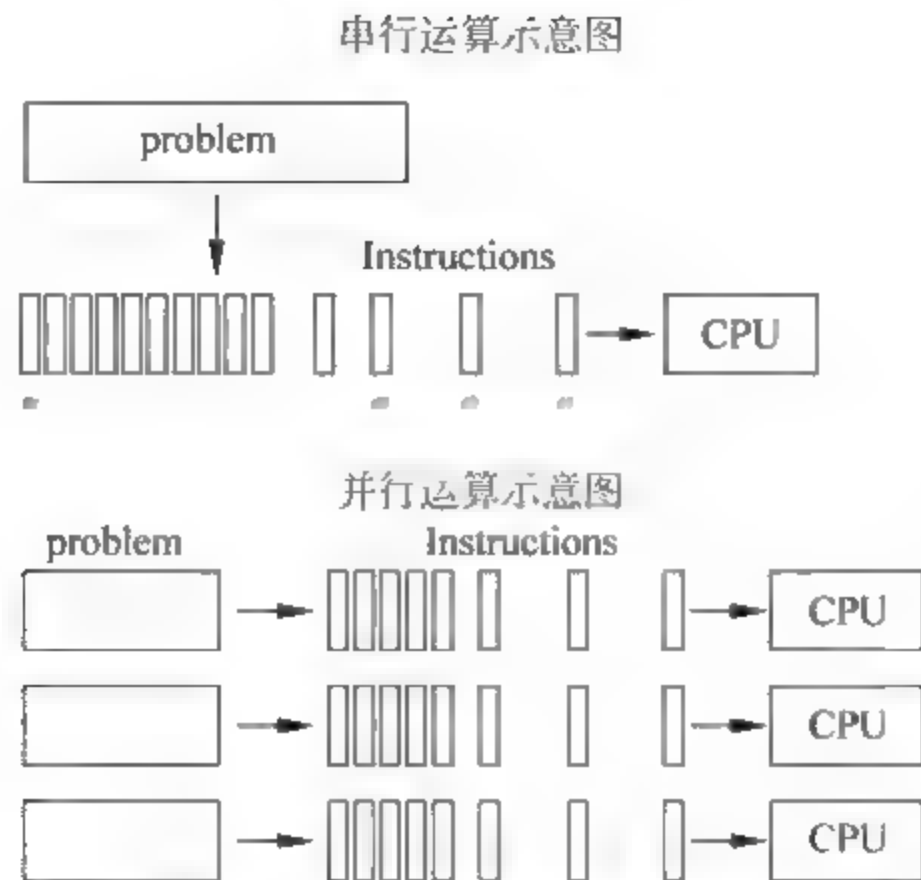 串行运算示意图
problem
Instructions
CPU
并行运算示意图
problem Instructions
CPU
CPU
CPU